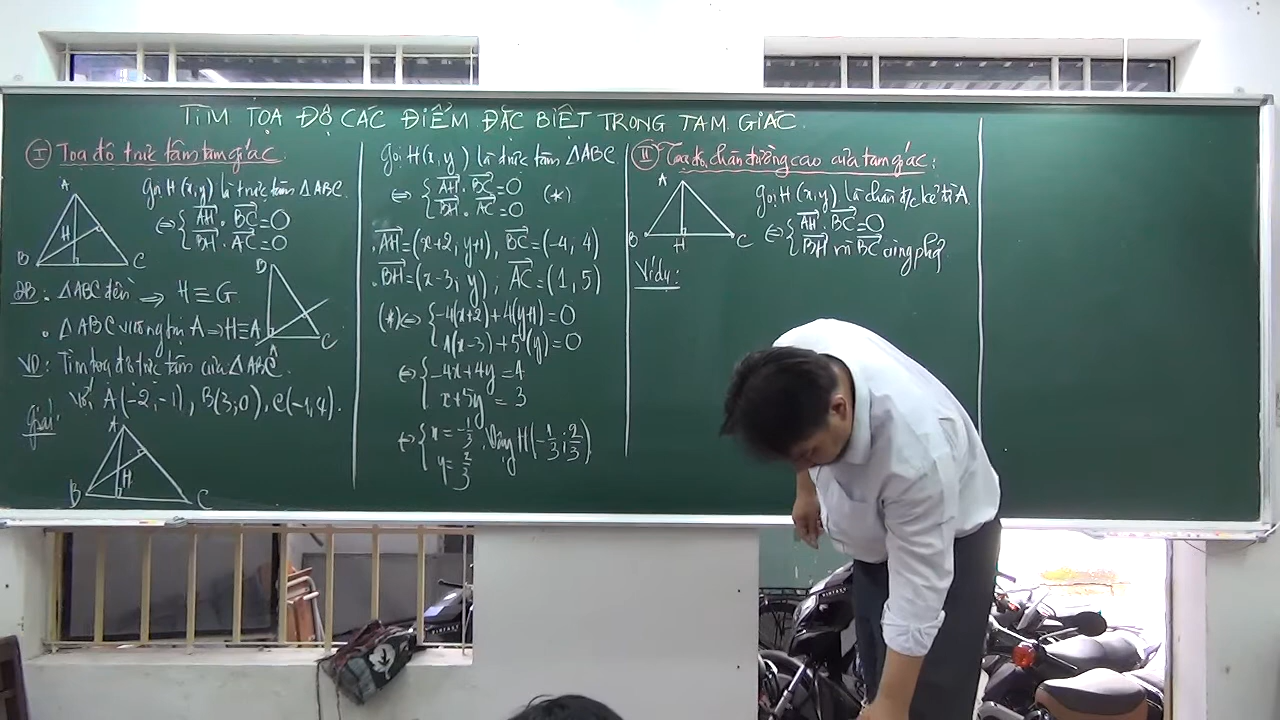 TÌM TỌA ĐỘ CÁC ĐIỂM ĐẶC BIỆT TRONG TAM GIÁC
I Tọa độ trực tâm tam giác
A
H
B C
Gọi H(x,y) là trực tâm ΔABC.
⇔ { AH . BC = 0
BH . AC = 0
ĐB: ΔABC đều ⇒ H ≡ G
ΔABC vuông tại A ⇒ H ≡ A
B
C
VD: Tìm tọa độ trực tâm của ΔABC
với A(-2,-1), B(3;0), C(-1,4).
Giải
A
H
B C
Gọi H(x,y) là trực tâm ΔABC
⇔ { AH . BC = 0 (*)
BH . AC = 0
AH = (x+2; y+1), BC = (-4, 4)
BH = (x-3; y); AC = (1, 5)
(*) ⇔ { -4(x+2)+4(y+1)=0
1(x-3)+5(y)=0
⇔ { -4x+4y=4
x+5y=3
⇔ { x = -1/3
y = 2/3 . Vậy H(-1/3; 2/3)
II Tọa độ chân đường cao của tam giác:
A
B H C
Gọi H(x,y) là chân đ/c kẻ từ A
⇔ { AH . BC = 0
BH và BC cùng phg
Ví dụ: